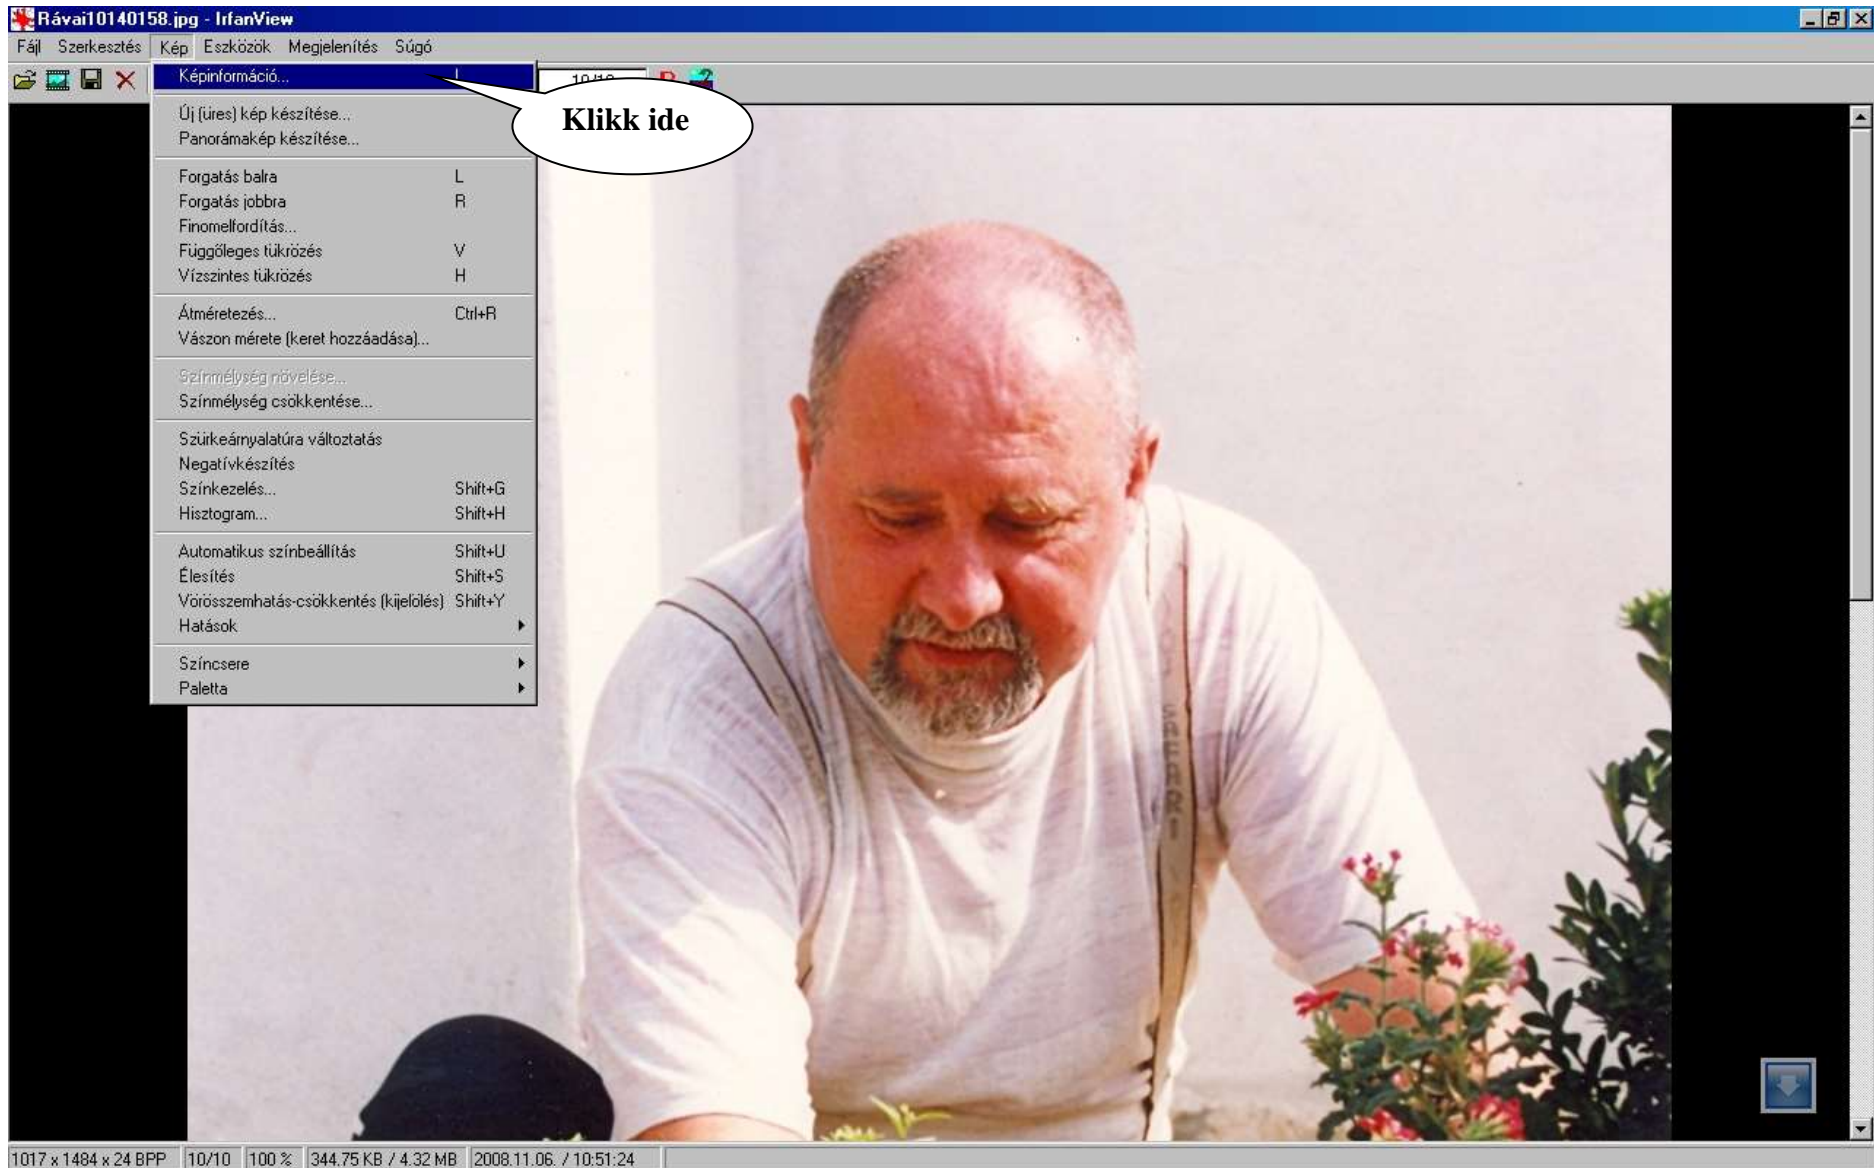 Rávai10140158.jpg - IrfanView
Fájl Szerkesztés Kép Eszközök Megjelenítés Súgó
Képinformáció... I
10/10
Klikk ide
Új (üres) kép készítése...
Panorámakép készítése...
Forgatás balra L
Forgatás jobbra R
Finomelfordítás...
Függőleges tükrözés V
Vízszintes tükrözés H
Átméretezés... Ctrl+R
Vászon mérete (keret hozzáadása)...
Színmélység növelése...
Színmélység csökkentése...
Szürkeárnyalatúra változtatás
Negatívkészítés
Színkezelés... Shift+G
Hisztogram... Shift+H
Automatikus színbeállítás Shift+U
Élesítés Shift+S
Vörösszemhatás-csökkentés (kijelölés) Shift+Y
Hatások
Színcsere
Paletta
1017 x 1484 x 24 BPP 10/10 100 % 344.75 KB / 4.32 MB 2008.11.06. / 10:51:24